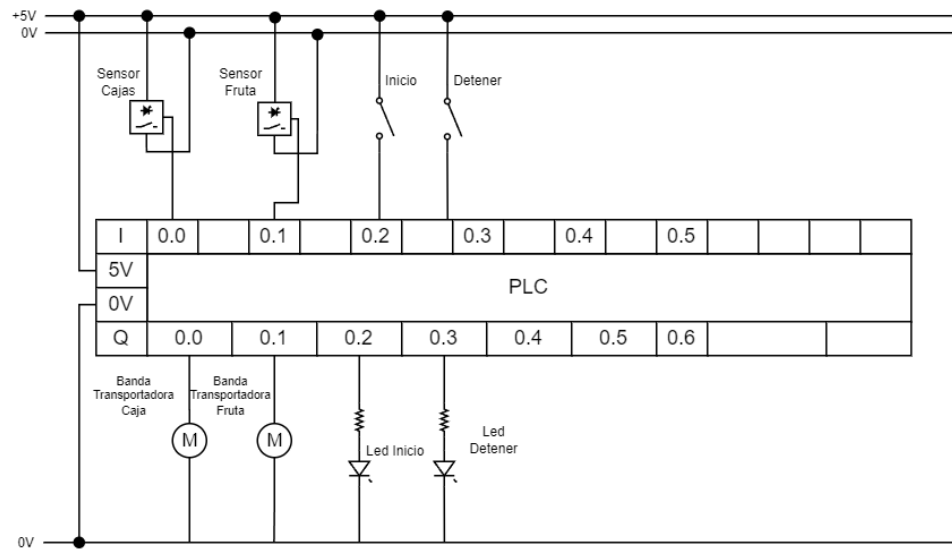 +5V
0V
Sensor
Cajas
Sensor
Fruta
Inicio
Detener
I 0.0 0.1 0.2 0.3 0.4 0.5
5V
PLC
0V
Q 0.0 0.1 0.2 0.3 0.4 0.5 0.6
Banda
Transportadora
Caja
Banda
Transportadora
Fruta
M
M
Led Inicio
Led
Detener
0V